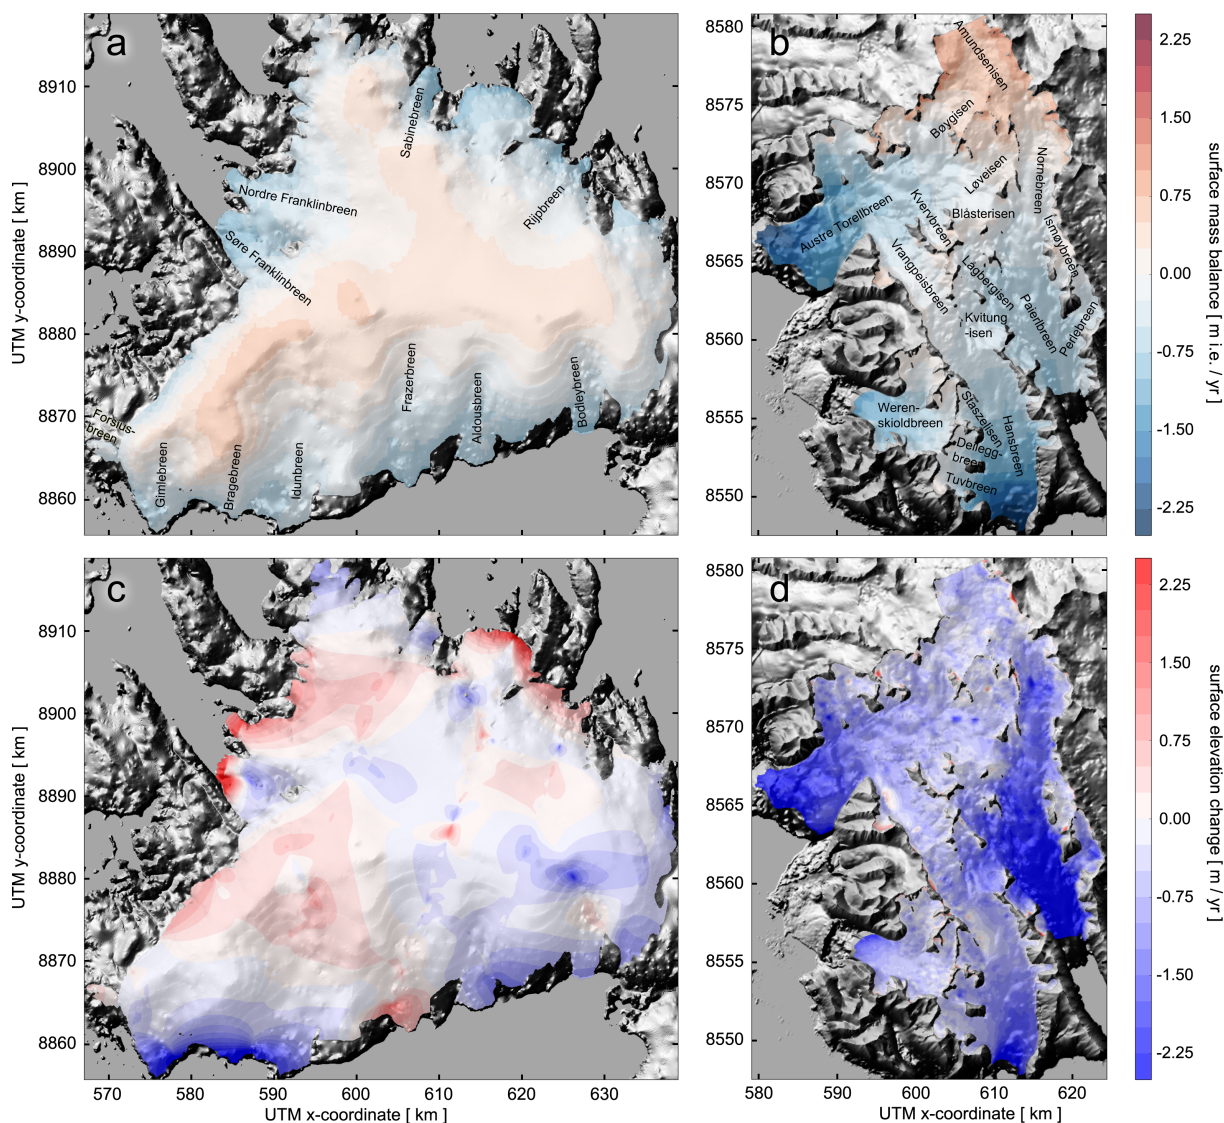 a
b
8910
8900
8890
8880
8870
8860
UTM y-coordinate [ km ]
Sabinebreen
Nordre Franklinbreen
Rijpbreen
Søre Franklinbreen
Frazerbreen
Aldousbreen
Bodleybreen
Forsius-
breen
Gimlebreen
Bragebreen
Idunbreen
8580
8575
8570
8565
8560
8555
8550
Amundsenisen
Bøygisen
Nornebreen
Løveisen
Kvervbreen
Blåsterisen
Austre Torellbreen
Ismøybreen
Vrangpeisbreen
Lågbergisen
Kvitung
-isen
Paierlbreen
Perlebreen
Weren-
skioldbreen
Staszelisen
Hansbreen
Deilegg-
breen
Tuvbreen
2.25
1.50
0.75
0.00
-0.75
-1.50
-2.25
surface mass balance [ m i.e. / yr ]
c
d
8910
8900
8890
8880
8870
8860
UTM y-coordinate [ km ]
570
580
590
600
610
620
630
UTM x-coordinate [ km ]
8580
8575
8570
8565
8560
8555
8550
580
590
600
610
620
UTM x-coordinate [ km ]
2.25
1.50
0.75
0.00
-0.75
-1.50
-2.25
surface elevation change [ m / yr ]